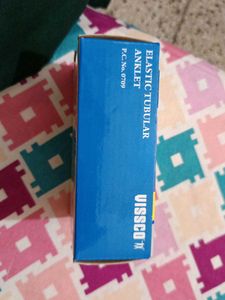 ELASTIC TUBULAR
ANKLET
P.C.No. 0709
VISSCO